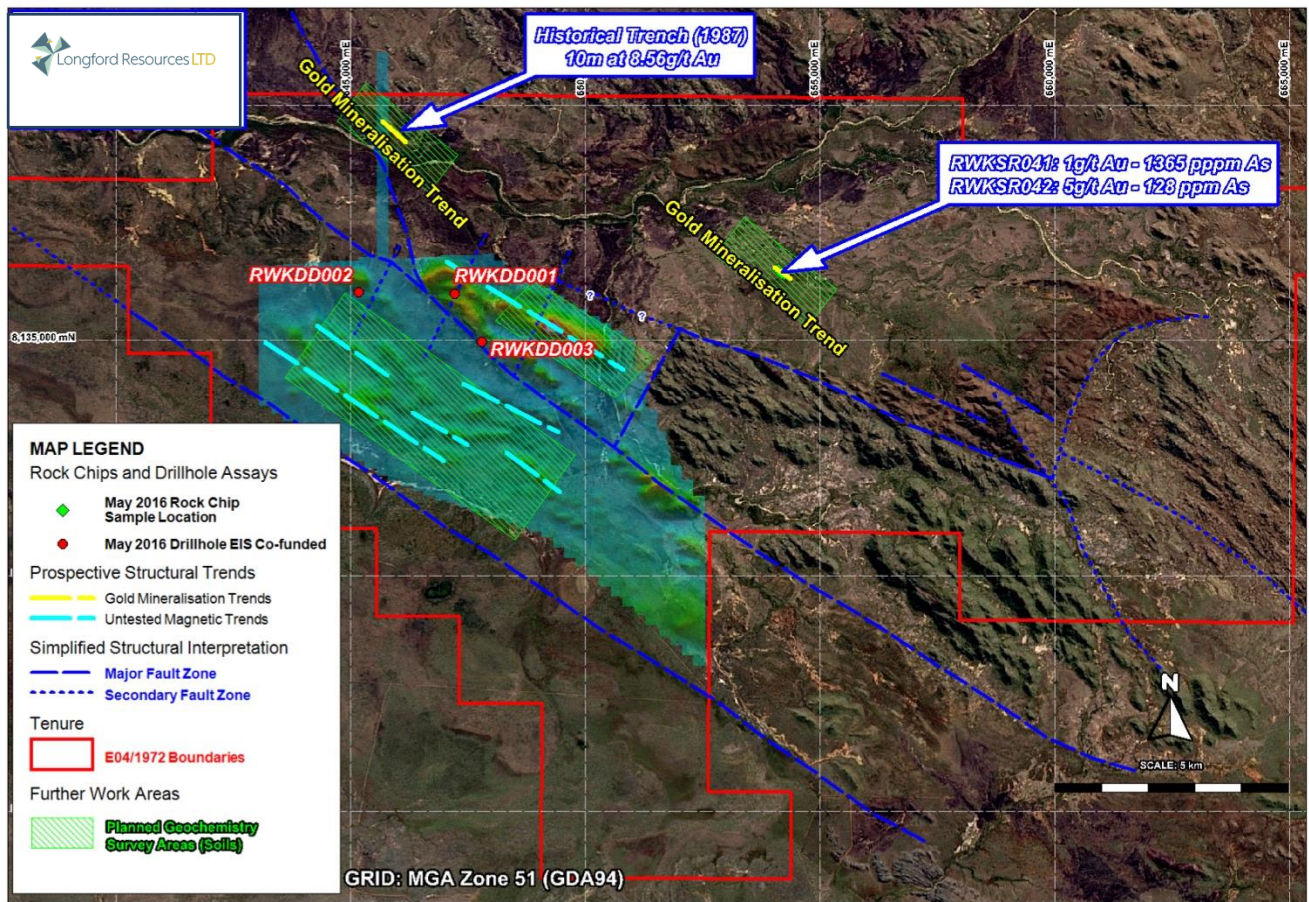 Longford Resources LTD
Historical Trench (1987)
10m at 8.56g/t Au
Gold Mineralisation Trend
655,000 mE
660,000 mE
665,000 mE
RWKSR041: 1g/t Au - 1365 pppm As
RWKSR042: 5g/t Au - 128 ppm As
Gold Mineralisation Trend
RWKDD002
RWKDD001
?
?
?
?
8,135,000 mN
RWKDD003
MAP LEGEND
Rock Chips and Drillhole Assays
May 2016 Rock Chip
Sample Location
May 2016 Drillhole EIS Co-funded
Prospective Structural Trends
Gold Mineralisation Trends
Untested Magnetic Trends
Simplified Structural Interpretation
Major Fault Zone
Secondary Fault Zone
Tenure
E04/1972 Boundaries
Further Work Areas
Planned Geochemistry
Survey Areas (Soils)
N
SCALE: 5 km
GRID: MGA Zone 51 (GDA94)